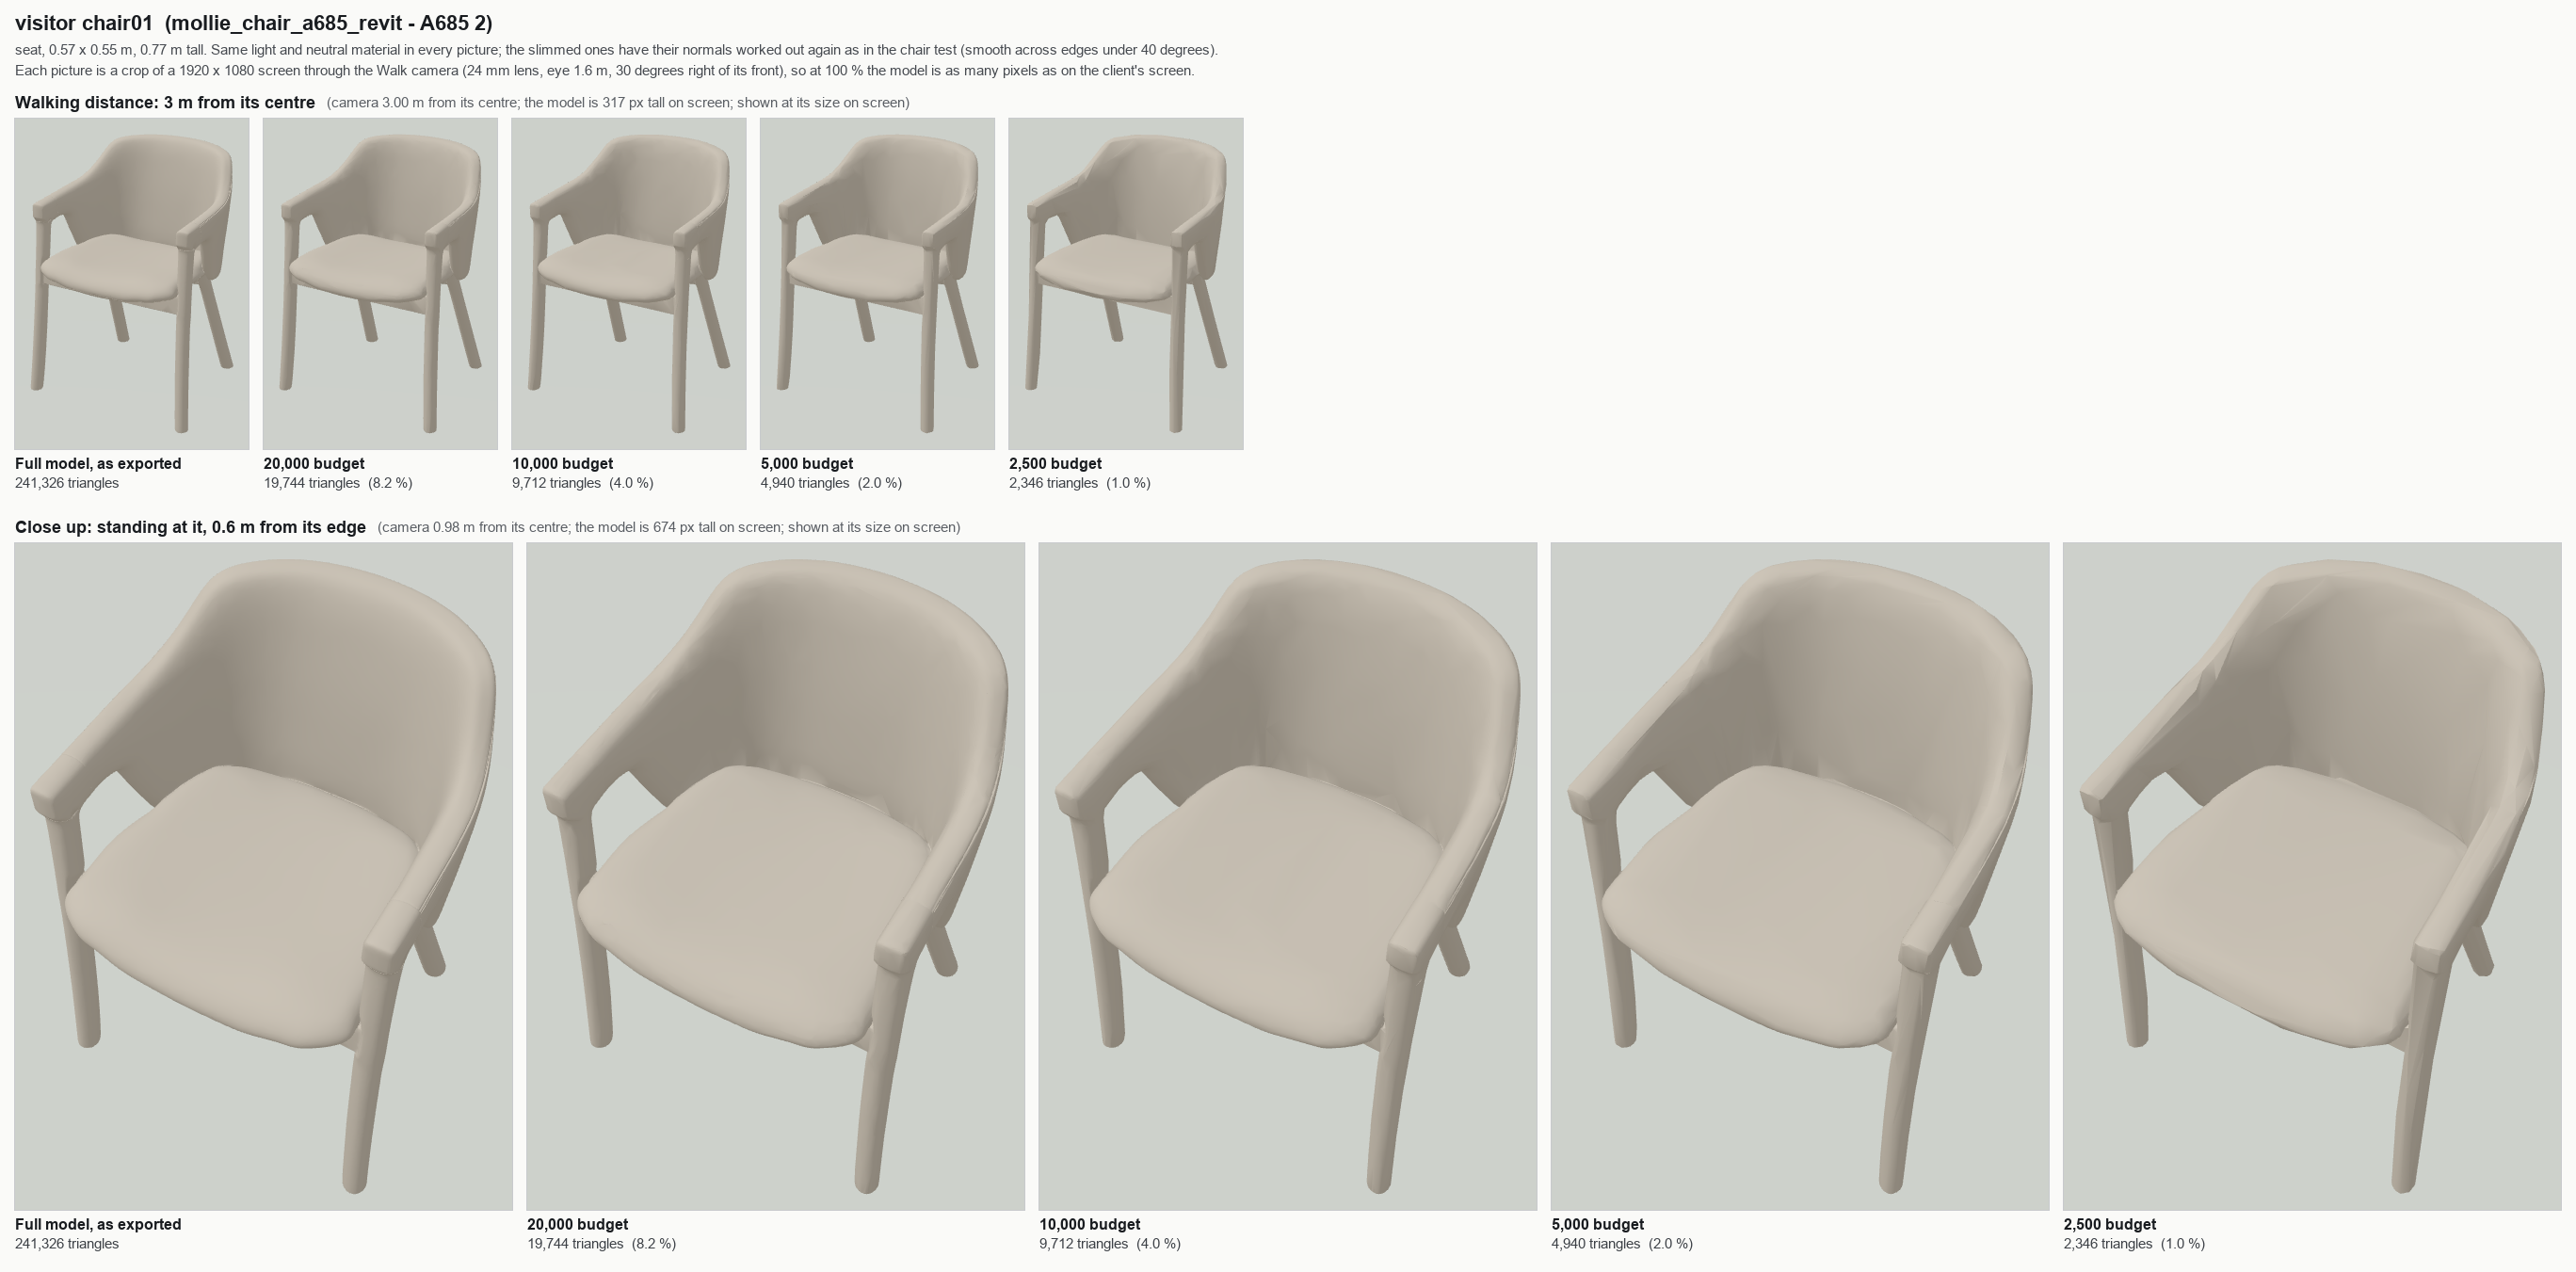 visitor chair01 (mollie_chair_a685_revit - A685 2)
seat, 0.57 x 0.55 m, 0.77 m tall. Same light and neutral material in every picture; the slimmed ones have their normals worked out again as in the chair test (smooth across edges under 40 degrees).
Each picture is a crop of a 1920 x 1080 screen through the Walk camera (24 mm lens, eye 1.6 m, 30 degrees right of its front), so at 100 % the model is as many pixels as on the client's screen.
Walking distance: 3 m from its centre (camera 3.00 m from its centre; the model is 317 px tall on screen; shown at its size on screen)
Full model, as exported
241,326 triangles
20,000 budget
19,744 triangles (8.2 %)
10,000 budget
9,712 triangles (4.0 %)
5,000 budget
4,940 triangles (2.0 %)
2,500 budget
2,346 triangles (1.0 %)
Close up: standing at it, 0.6 m from its edge (camera 0.98 m from its centre; the model is 674 px tall on screen; shown at its size on screen)
Full model, as exported
241,326 triangles
20,000 budget
19,744 triangles (8.2 %)
10,000 budget
9,712 triangles (4.0 %)
5,000 budget
4,940 triangles (2.0 %)
2,500 budget
2,346 triangles (1.0 %)